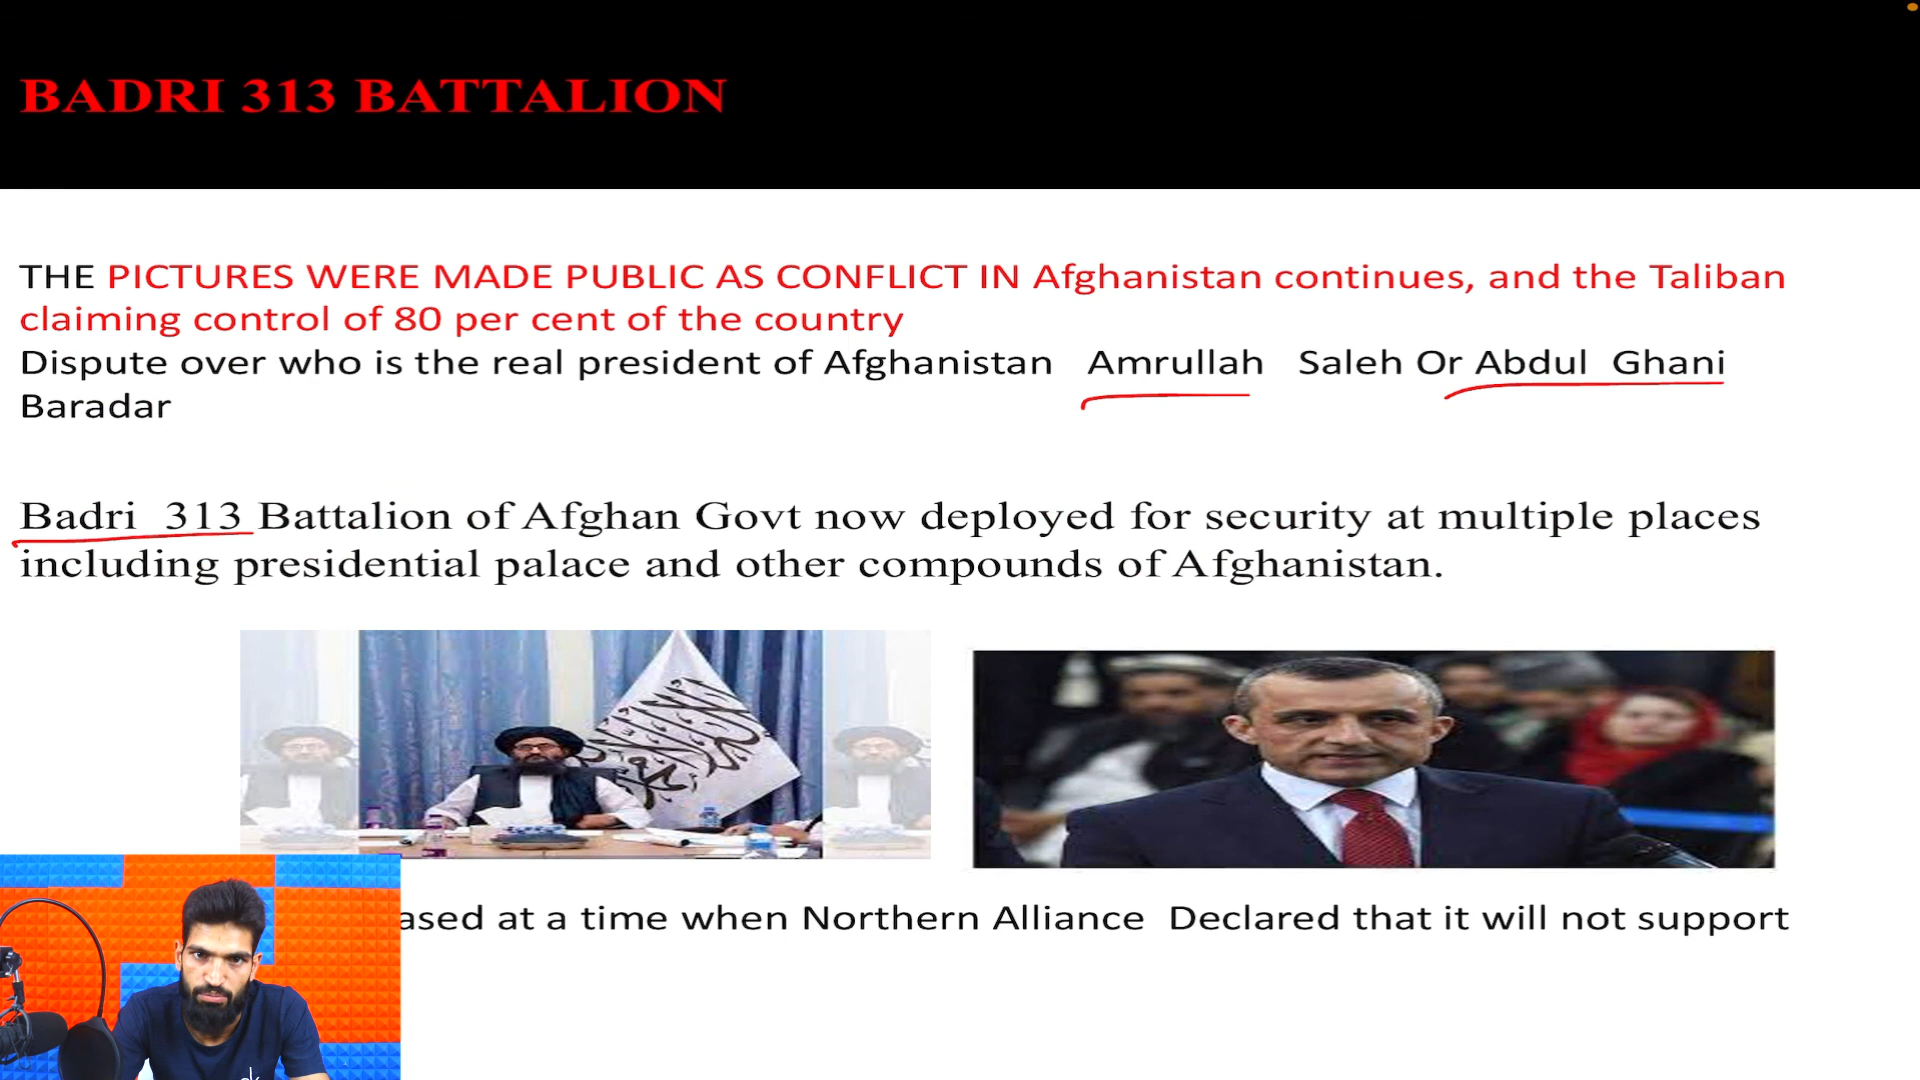 BADRI 313 BATTALION
THE PICTURES WERE MADE PUBLIC AS CONFLICT IN Afghanistan continues, and the Taliban
claiming control of 80 per cent of the country
Dispute over who is the real president of Afghanistan Amrullah Saleh Or Abdul Ghani
Baradar
Badri 313 Battalion of Afghan Govt now deployed for security at multiple places
including presidential palace and other compounds of Afghanistan.
ased at a time when Northern Alliance Declared that it will not support